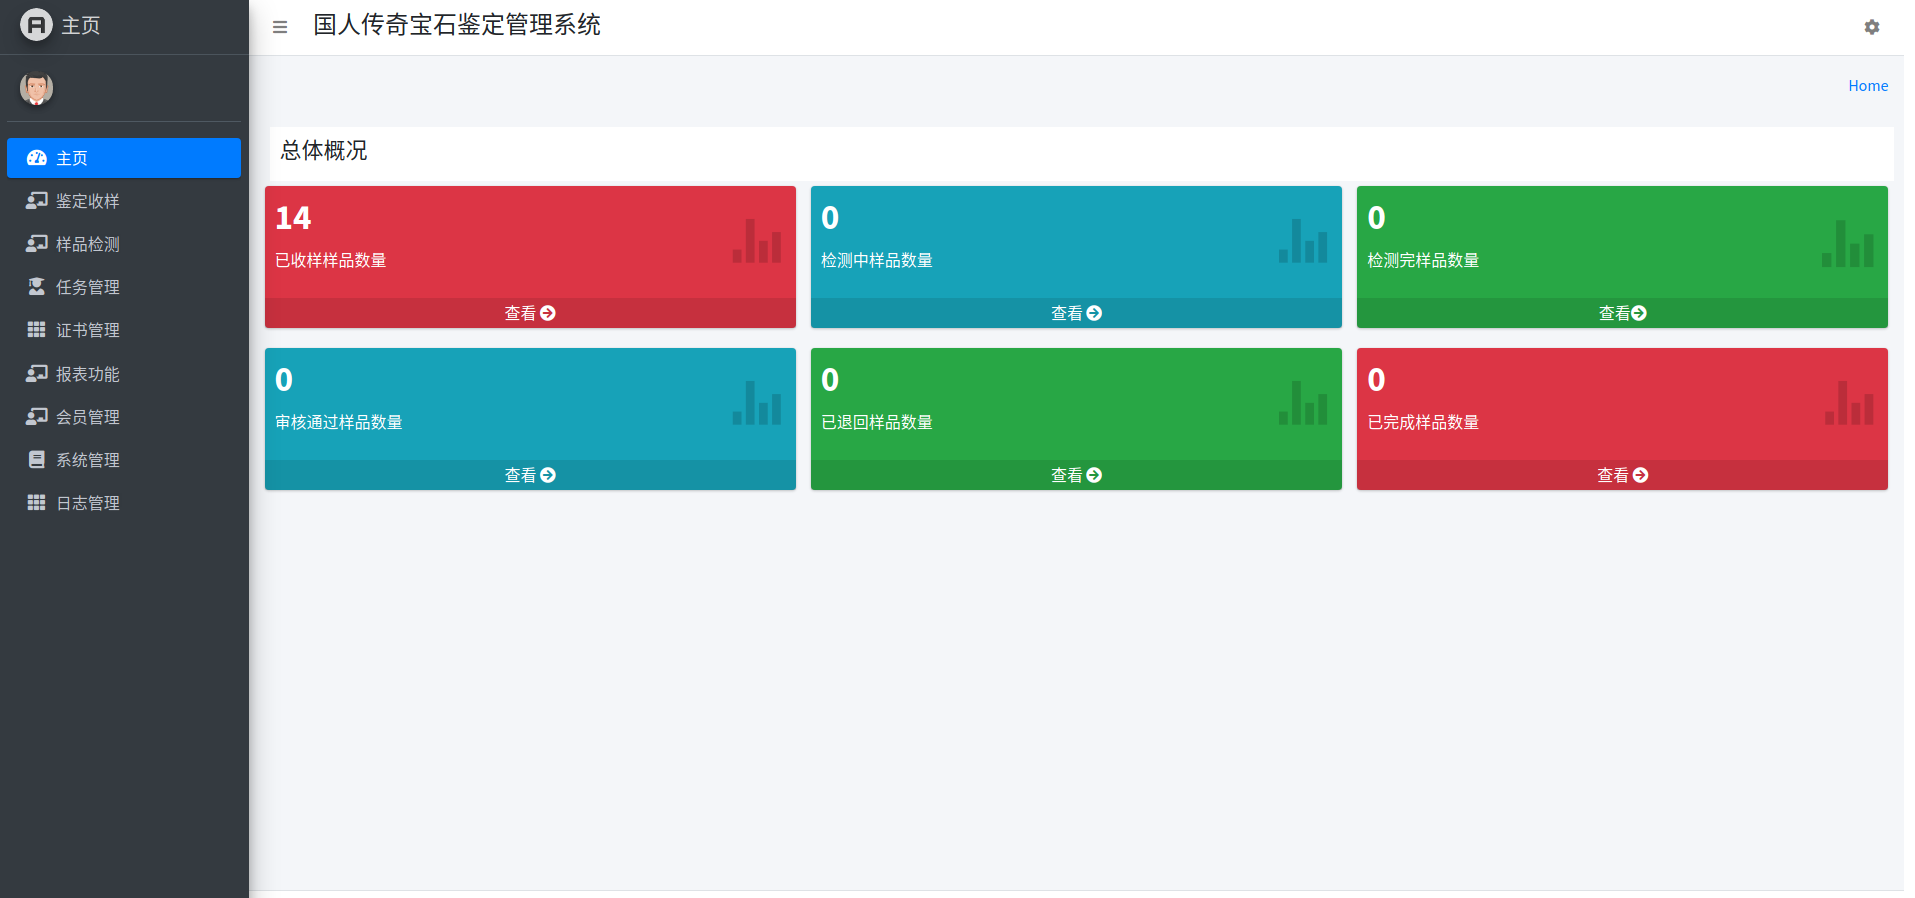 主页
国人传奇宝石鉴定管理系统
Home
主页
鉴定收样
样品检测
任务管理
证书管理
报表功能
会员管理
系统管理
日志管理
总体概况
14
已收样样品数量
查看
0
检测中样品数量
查看
0
检测完样品数量
查看
0
审核通过样品数量
查看
0
已退回样品数量
查看
0
已完成样品数量
查看